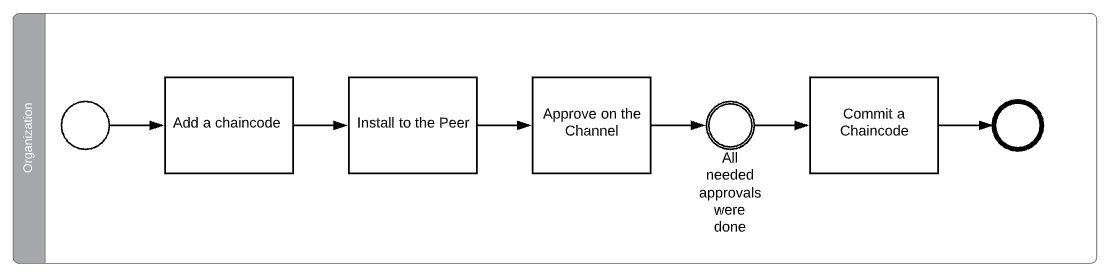 Organization
Add a chaincode
Install to the Peer
Approve on the
Channel
All
needed
approvals
were
done
Commit a
Chaincode